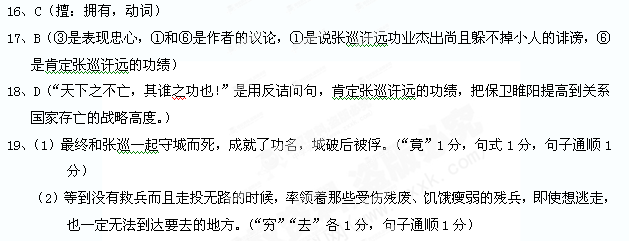 16、C（擅：拥有，动词）
17、B（③是表现忠心，①和⑥是作者的议论，①是说张巡许远功业杰出尚且躲不掉小人的诽谤，⑥
是肯定张巡许远的功绩）
18、D（“天下之不亡，其谁之功也！”是用反诘问句，肯定张巡许远的功绩，把保卫睢阳提高到关系
国家存亡的战略高度。）
19、（1）最终和张巡一起守城而死，成就了功名，城破后被俘。（“竟”1分，句式1分，句子通顺1
分）
（2）等到没有救兵而且走投无路的时候，率领着那些受伤残废、饥饿瘦弱的残兵，即使想逃走，
也一定无法到达要去的地方。（“穷”“去”各1分，句子通顺1分）